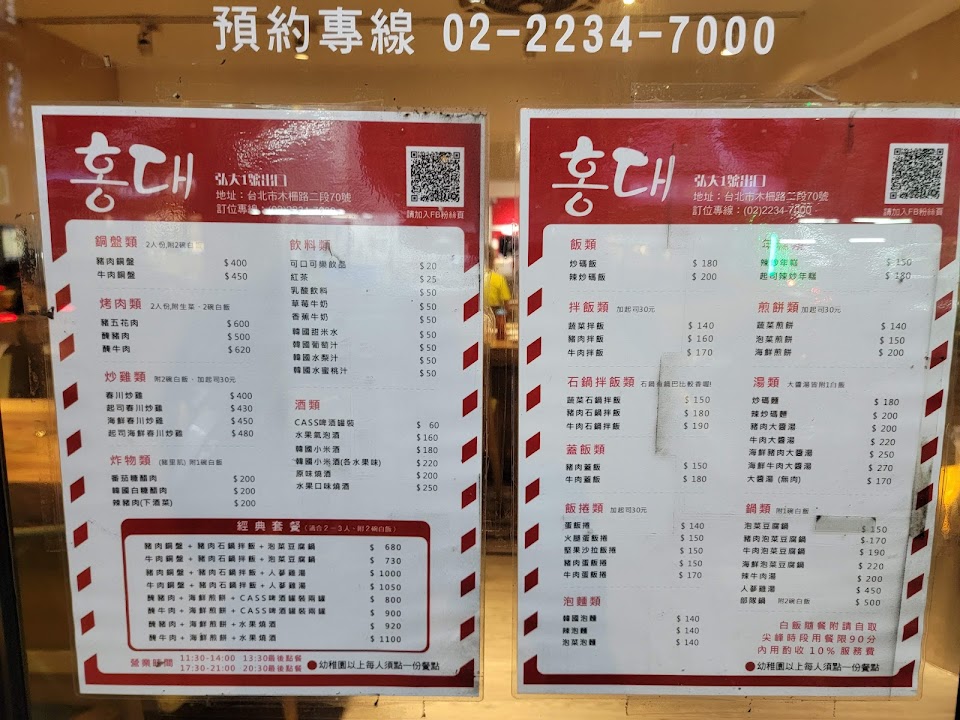 預約專線 02-2234-7000
홍대
弘大1號出口
地址：台北市木柵路二段70號
訂位專線：(02)2234-7000
請加入FB粉絲頁
鍋盤類 2人份,附2碗白
豬肉鍋盤 $ 400
牛肉鍋盤 $ 450
烤肉類 2人份,附生菜、2碗白飯
豬五花肉 $ 600
醃豬肉 $ 500
醃牛肉 $ 620
炒雞類 附2碗白飯、加起司30元
春川炒雞 $ 400
起司春川炒雞 $ 430
海鮮春川炒雞 $ 450
起司海鮮春川炒雞 $ 480
炸物類 (豬里肌) 附1碗白飯
番茄糖醋肉 $ 200
韓國白糖醋肉 $ 200
辣豬肉(下酒菜) $ 200
飲料類
可口可樂飲品 $ 20
紅茶 $ 25
乳酸飲料 $ 50
草莓牛奶 $ 50
香蕉牛奶 $ 50
韓國甜米水 $ 50
韓國葡萄汁 $ 50
韓國水梨汁 $ 50
韓國水蜜桃汁 $ 50
酒類
CASS啤酒罐裝 $ 60
水果氣泡酒 $ 160
韓國小米酒 $ 180
韓國小米酒(各水果味) $ 220
原味燒酒 $ 200
水果口味燒酒 $ 250
經典套餐 (適合2－3人，附2碗白飯)
豬肉鍋盤 + 豬肉石鍋拌飯 + 泡菜豆腐鍋 $ 680
牛肉鍋盤 + 豬肉石鍋拌飯 + 泡菜豆腐鍋 $ 730
豬肉鍋盤 + 豬肉石鍋拌飯 + 人蔘雞湯 $ 1000
牛肉鍋盤 + 豬肉石鍋拌飯 + 人蔘雞湯 $ 1050
醃豬肉 + 海鮮煎餅 + CASS啤酒罐裝兩罐 $ 800
醃牛肉 + 海鮮煎餅 + CASS啤酒罐裝兩罐 $ 900
醃豬肉 + 海鮮煎餅 + 水果燒酒 $ 920
醃牛肉 + 海鮮煎餅 + 水果燒酒 $ 1100
營業時間 11:30-14:00 13:30最後點餐
17:30-21:00 20:30最後點餐
●幼稚園以上每人須點一份餐點
홍대
弘大1號出口
地址：台北市木柵路二段70號
訂位專線：(02)2234-7000
請加入FB粉絲頁
飯類
炒碼飯 $ 180
辣炒碼飯 $ 200
拌飯類 加起司30元
蔬菜拌飯 $ 140
豬肉拌飯 $ 160
牛肉拌飯 $ 170
石鍋拌飯類 石鍋有鍋巴比較香喔!
蔬菜石鍋拌飯 $ 150
豬肉石鍋拌飯 $ 180
牛肉石鍋拌飯 $ 190
蓋飯類
豬肉蓋飯 $ 150
牛肉蓋飯 $ 180
飯捲類 加起司30元
蛋飯捲 $ 140
火腿蛋飯捲 $ 150
堅果沙拉飯捲 $ 150
豬肉蛋飯捲 $ 150
牛肉蛋飯捲 $ 170
泡麵類
韓國泡麵 $ 140
辣泡麵 $ 140
泡菜泡麵 $ 140
年糕類
辣炒年糕 $ 150
起司辣炒年糕 $ 180
煎餅類 加起司30元
蔬菜煎餅 $ 140
泡菜煎餅 $ 150
海鮮煎餅 $ 200
湯類 大醬湯皆附1白飯
炒碼麵 $ 180
辣炒碼麵 $ 200
豬肉大醬湯 $ 200
牛肉大醬湯 $ 220
海鮮豬肉大醬湯 $ 250
海鮮牛肉大醬湯 $ 270
大醬湯 (無肉) $ 170
鍋類 附1碗白飯
泡菜豆腐鍋 $ 150
豬肉泡菜豆腐鍋 $ 170
牛肉泡菜豆腐鍋 $ 190
海鮮泡菜豆腐鍋 $ 220
辣牛肉湯 $ 200
人蔘雞湯 $ 450
部隊鍋 附2碗白飯 $ 500
白飯隨餐附請自取
尖峰時段用餐限90分
內用酌收10%服務費
●幼稚園以上每人須點一份餐點